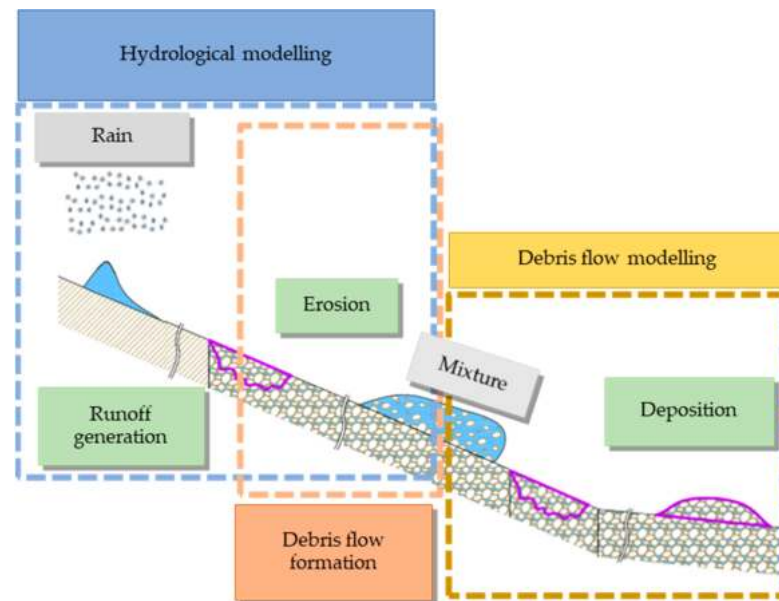 Hydrological modelling
Rain
Debris flow modelling
Erosion
Mixture
Runoff
generation
Deposition
Debris flow
formation